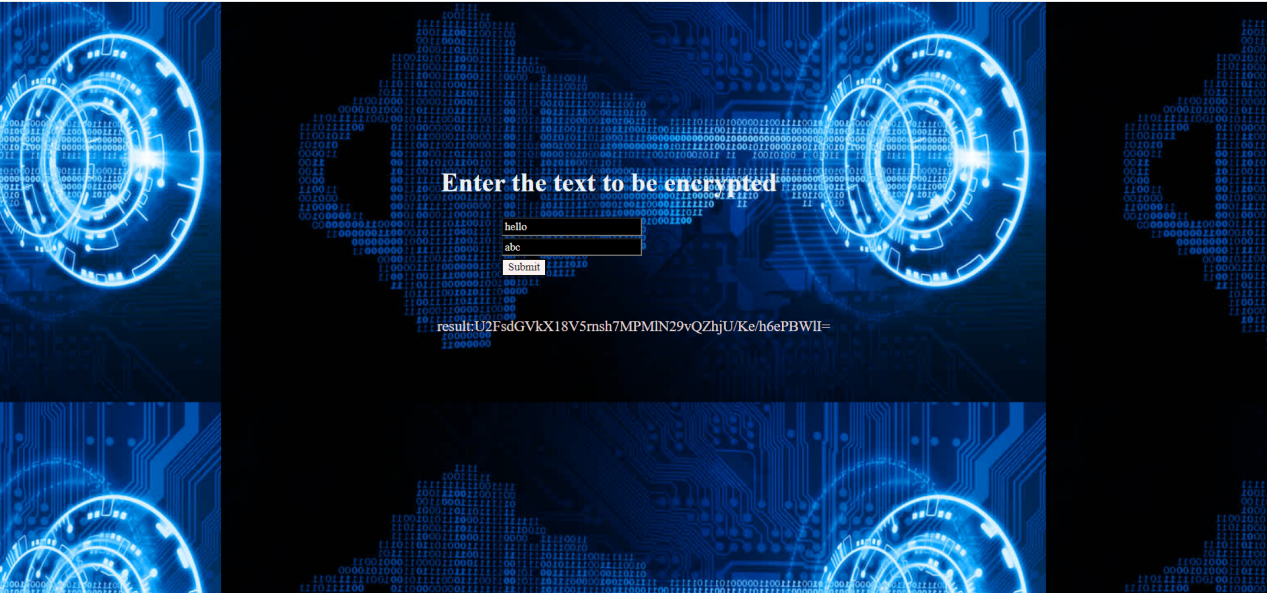 Enter the text to be encrypted
hello
abc
Submit
result:U2FsdGVkX18V5rnsh7MPMlN29vQZhjU/Ke/h6ePBWlI=